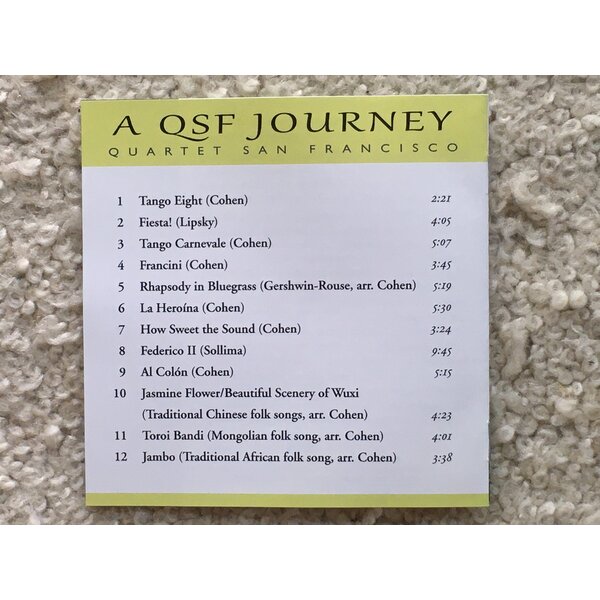 A QSF JOURNEY
QUARTET SAN FRANCISCO
1 Tango Eight (Cohen) 2:21
2 Fiesta! (Lipsky) 4:05
3 Tango Carnevale (Cohen) 5:07
4 Francini (Cohen) 3:45
5 Rhapsody in Bluegrass (Gershwin-Rouse, arr. Cohen) 5:19
6 La Heroína (Cohen) 5:30
7 How Sweet the Sound (Cohen) 3:24
8 Federico II (Sollima) 9:45
9 Al Colón (Cohen) 5:15
10 Jasmine Flower/Beautiful Scenery of Wuxi
(Traditional Chinese folk songs, arr. Cohen) 4:23
11 Toroi Bandi (Mongolian folk song, arr. Cohen) 4:01
12 Jambo (Traditional African folk song, arr. Cohen) 3:38